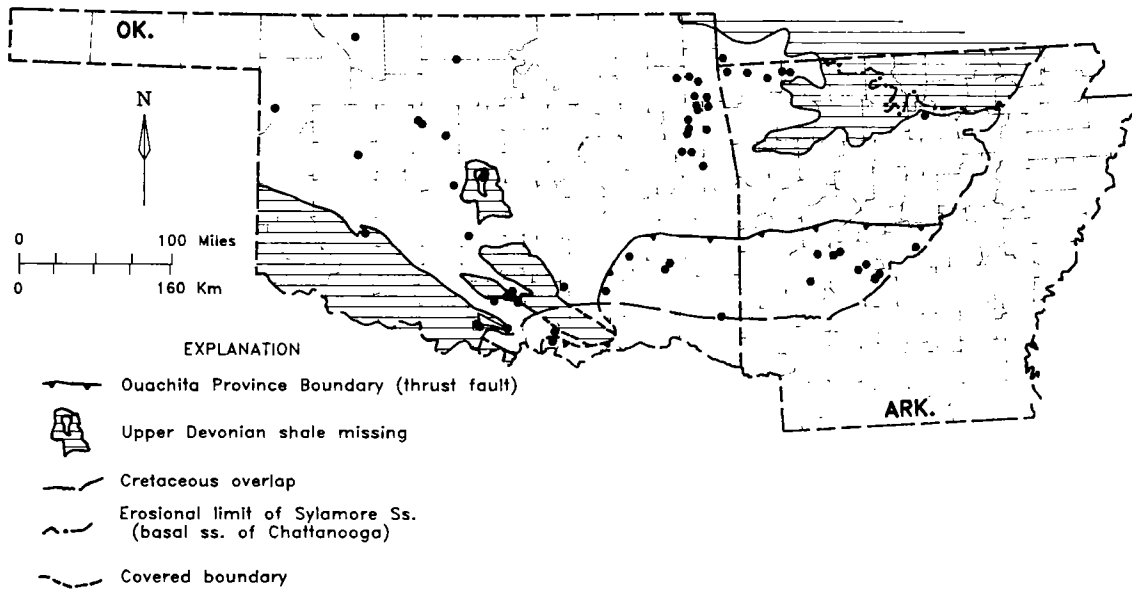 OK.
N
0 100 Miles
0 160 Km
EXPLANATION
Ouachita Province Boundary (thrust fault)
Upper Devonian shale missing
Cretaceous overlap
Erosional limit of Sylamore Ss.
(basal ss. of Chattanooga)
Covered boundary
ARK.